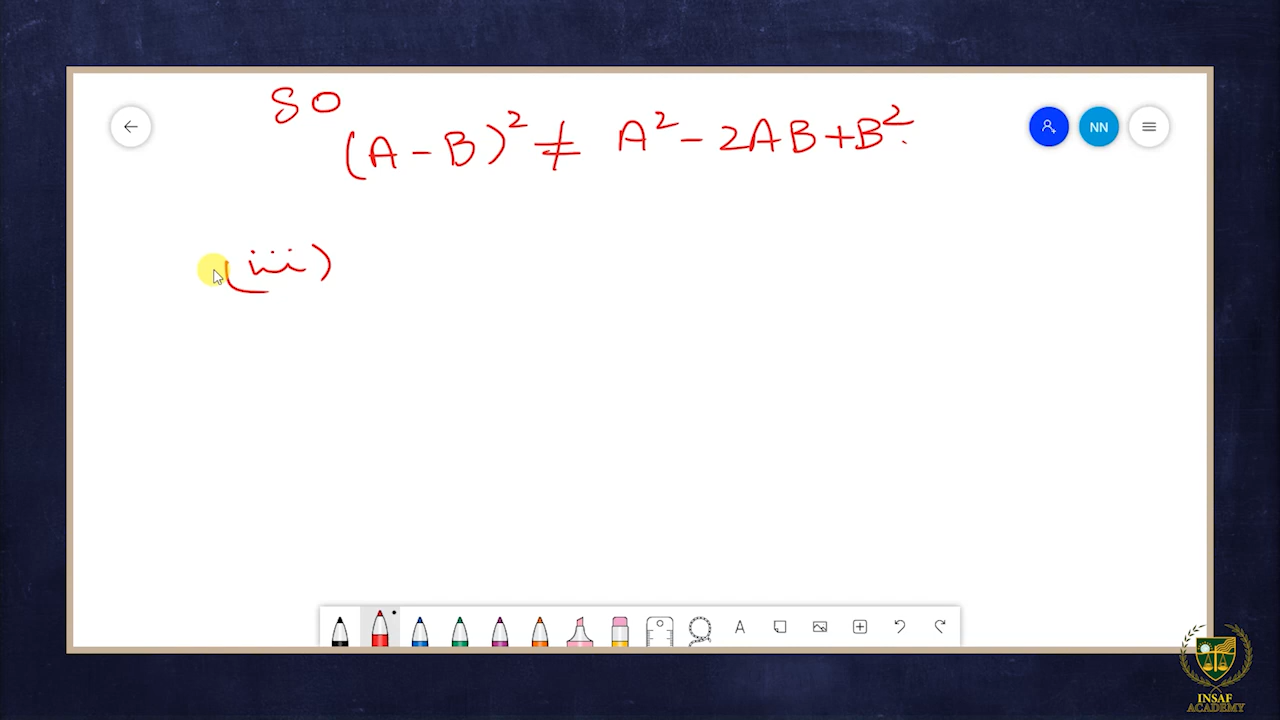 so
(A - B)² ≠ A² - 2AB + B².
NN
(iii)
A
INSAF
ACADEMY